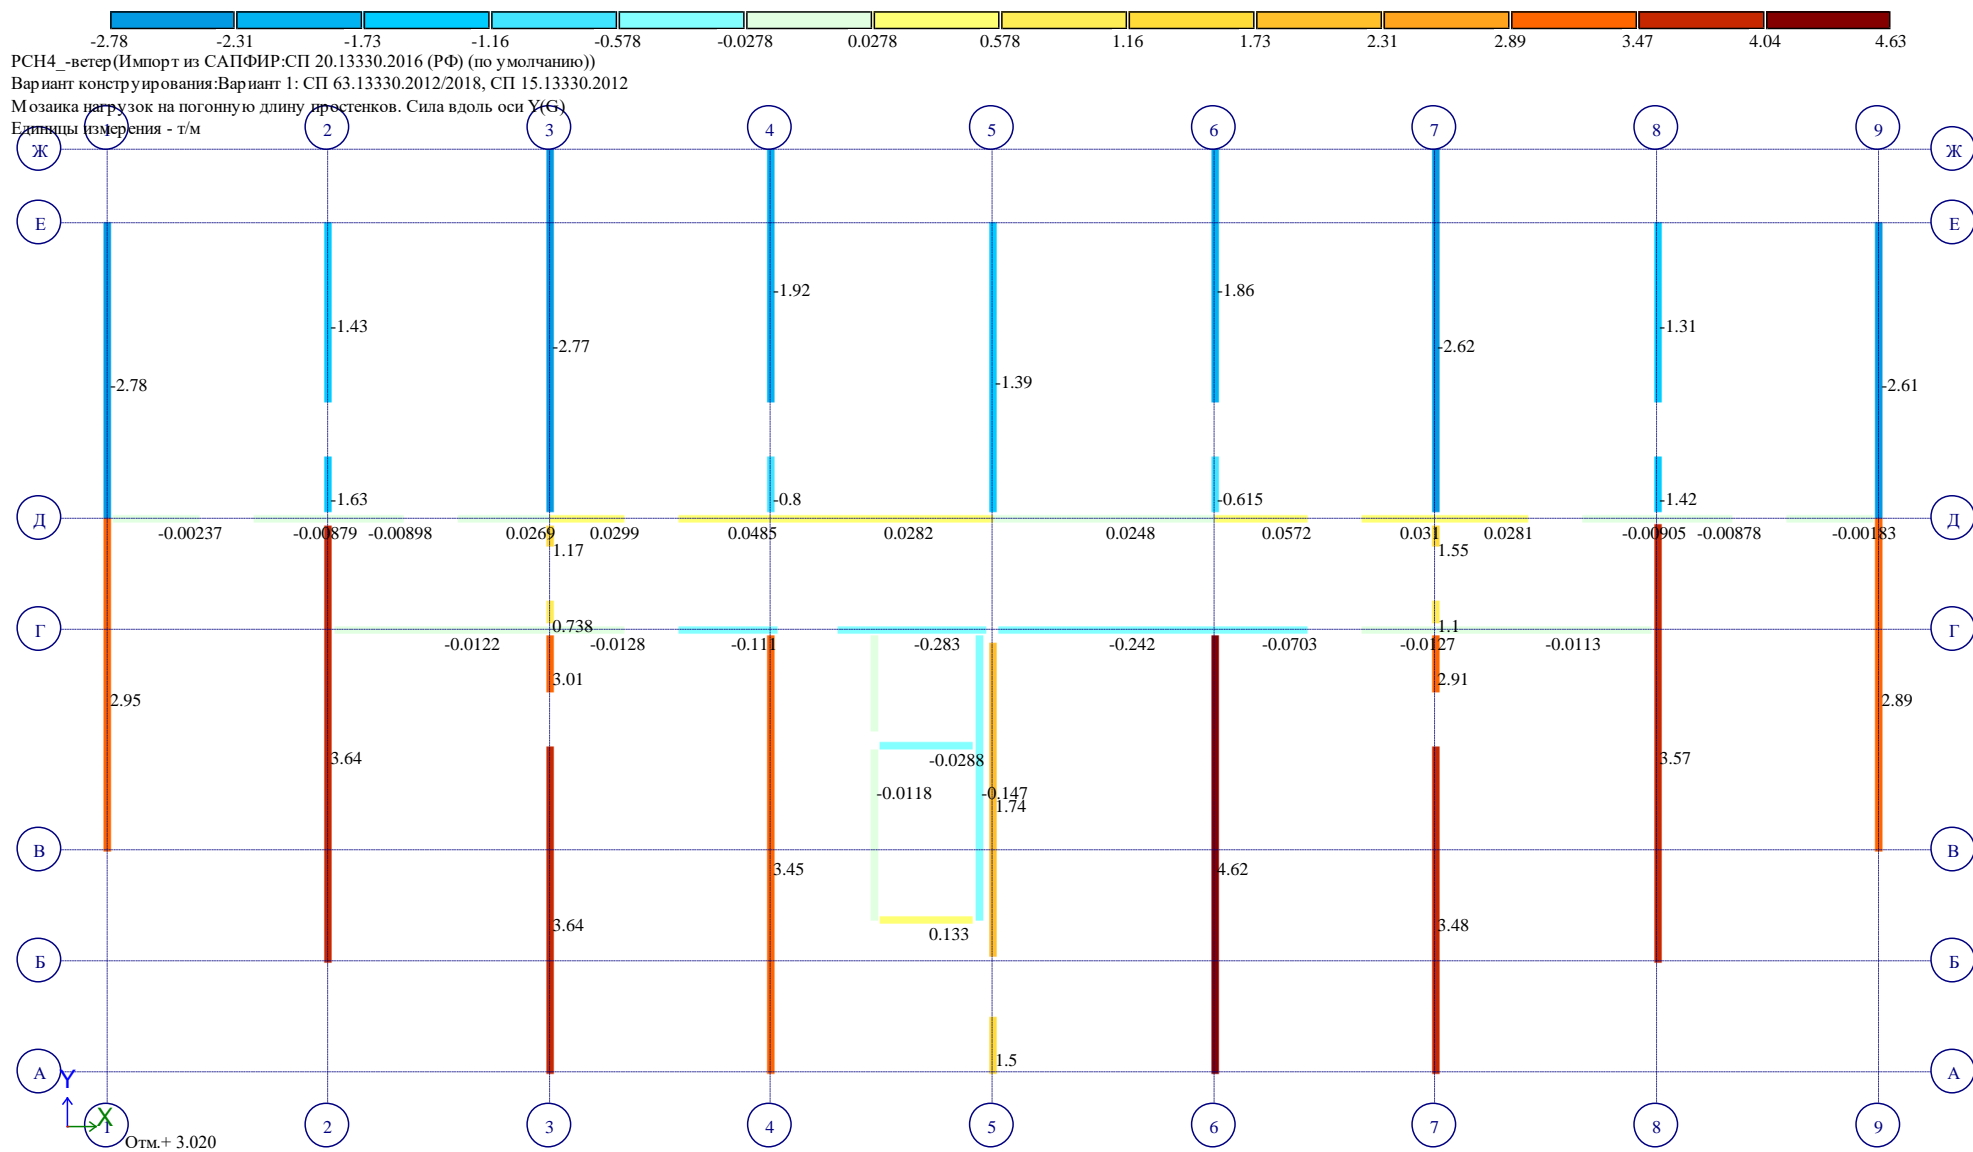 -2.78 -2.31 -1.73 -1.16 -0.578 -0.0278 0.0278 0.578 1.16 1.73 2.31 2.89 3.47 4.04 4.63
РСН4_-ветер(Импорт из САПФИР:СП 20.13330.2016 (РФ) (по умолчанию))
Вариант конструирования:Вариант 1: СП 63.13330.2012/2018, СП 15.13330.2012
Мозаика нагрузок на погонную длину простенков. Сила вдоль оси Y(G)
Единицы измерения - т/м
1 2 3 4 5 6 7 8 9
Ж Ж
Е Е
-1.92 -1.86
-1.43 -1.31
-2.77 -2.62
-2.78 -1.39 -2.61
-1.63 -0.8 -0.615 -1.42
Д Д
-0.00237 -0.00879 -0.00898 0.0269 0.0299 0.0485 0.0282 0.0248 0.0572 0.031 0.0281 -0.00905 -0.00878 -0.00183
1.17 1.55
0.738 1.1
Г Г
-0.0122 -0.0128 -0.111 -0.283 -0.242 -0.0703 -0.0127 -0.0113
3.01 2.91
2.95 2.89
3.64 -0.0288 3.57
-0.0118 -0.147
1.74
В В
3.45 4.62
3.64 3.48
0.133
Б Б
1.5
А А
Y
X
1 2 3 4 5 6 7 8 9
Отм.+ 3.020